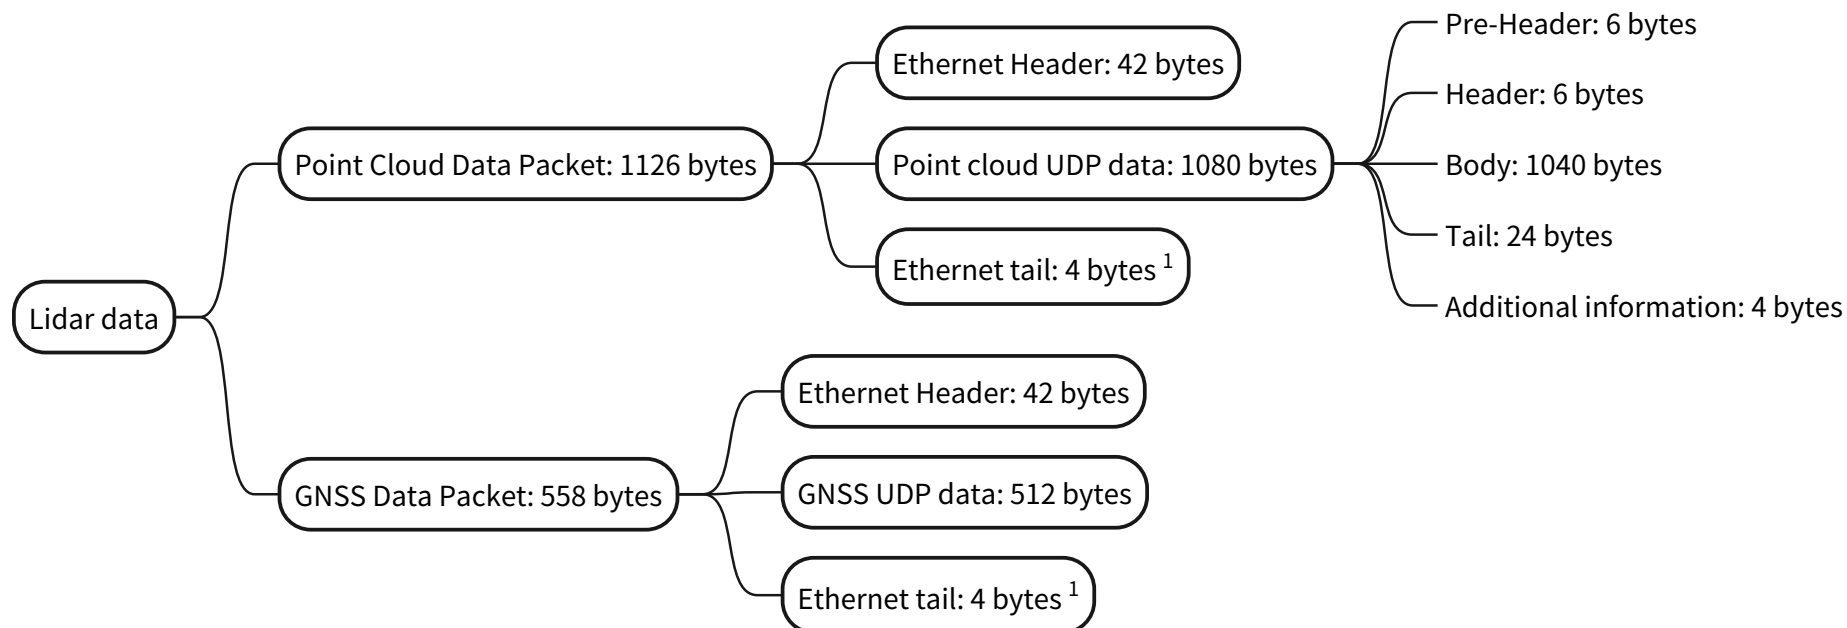 Lidar data
Point Cloud Data Packet: 1126 bytes
Ethernet Header: 42 bytes
Point cloud UDP data: 1080 bytes
Pre-Header: 6 bytes
Header: 6 bytes
Body: 1040 bytes
Tail: 24 bytes
Additional information: 4 bytes
Ethernet tail: 4 bytes 1
GNSS Data Packet: 558 bytes
Ethernet Header: 42 bytes
GNSS UDP data: 512 bytes
Ethernet tail: 4 bytes 1